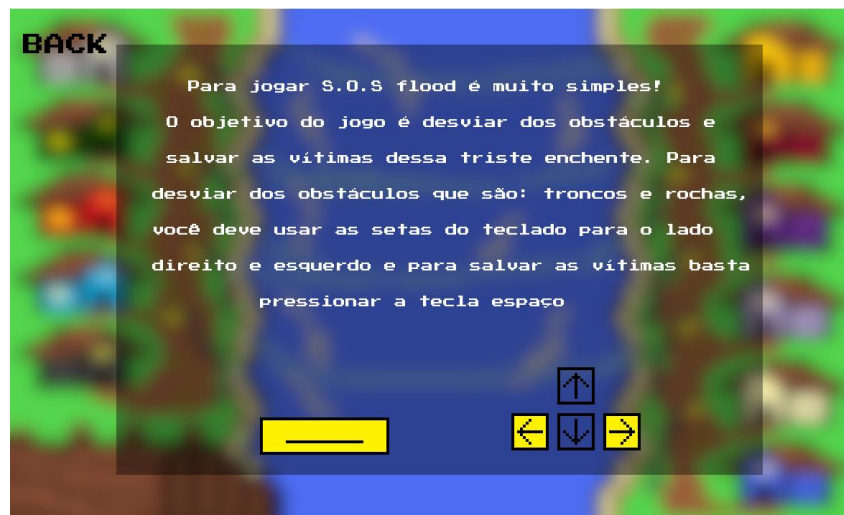 BACK
Para jogar S.O.S flood é muito simples!
O objetivo do jogo é desviar dos obstáculos e
salvar as vítimas dessa triste enchente. Para
desviar dos obstáculos que são: troncos e rochas,
você deve usar as setas do teclado para o lado
direito e esquerdo e para salvar as vítimas basta
pressionar a tecla espaço